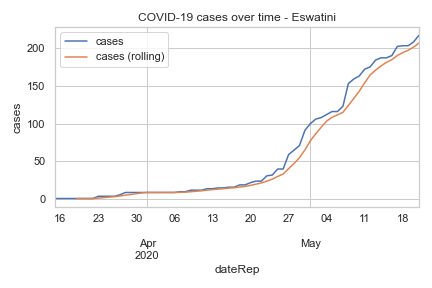 COVID-19 cases over time - Eswatini
cases
cases (rolling)
cases
200
150
100
50
0
16 23 30 06 13 20 27 04 11 18
Apr May
2020
dateRep